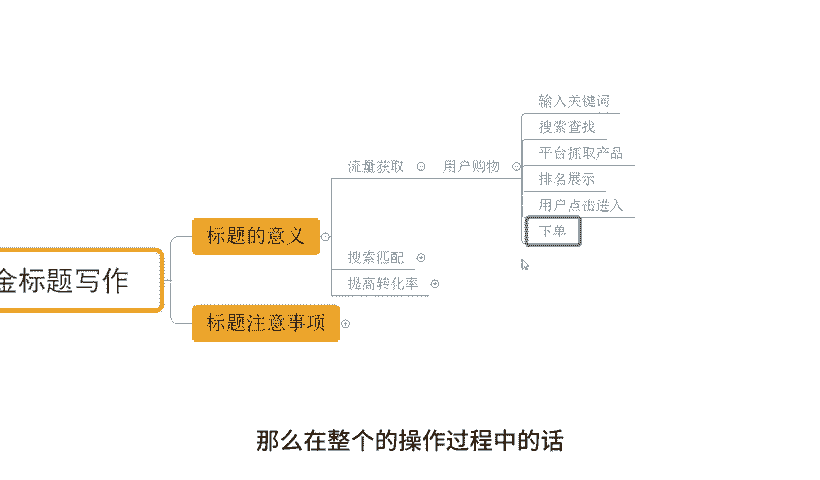 金标题写作
标题的意义
流量获取
用户购物
输入关键词
搜索查找
平台抓取产品
排名展示
用户点击进入
下单
搜索匹配
提高转化率
标题注意事项
那么在整个的操作过程中的话